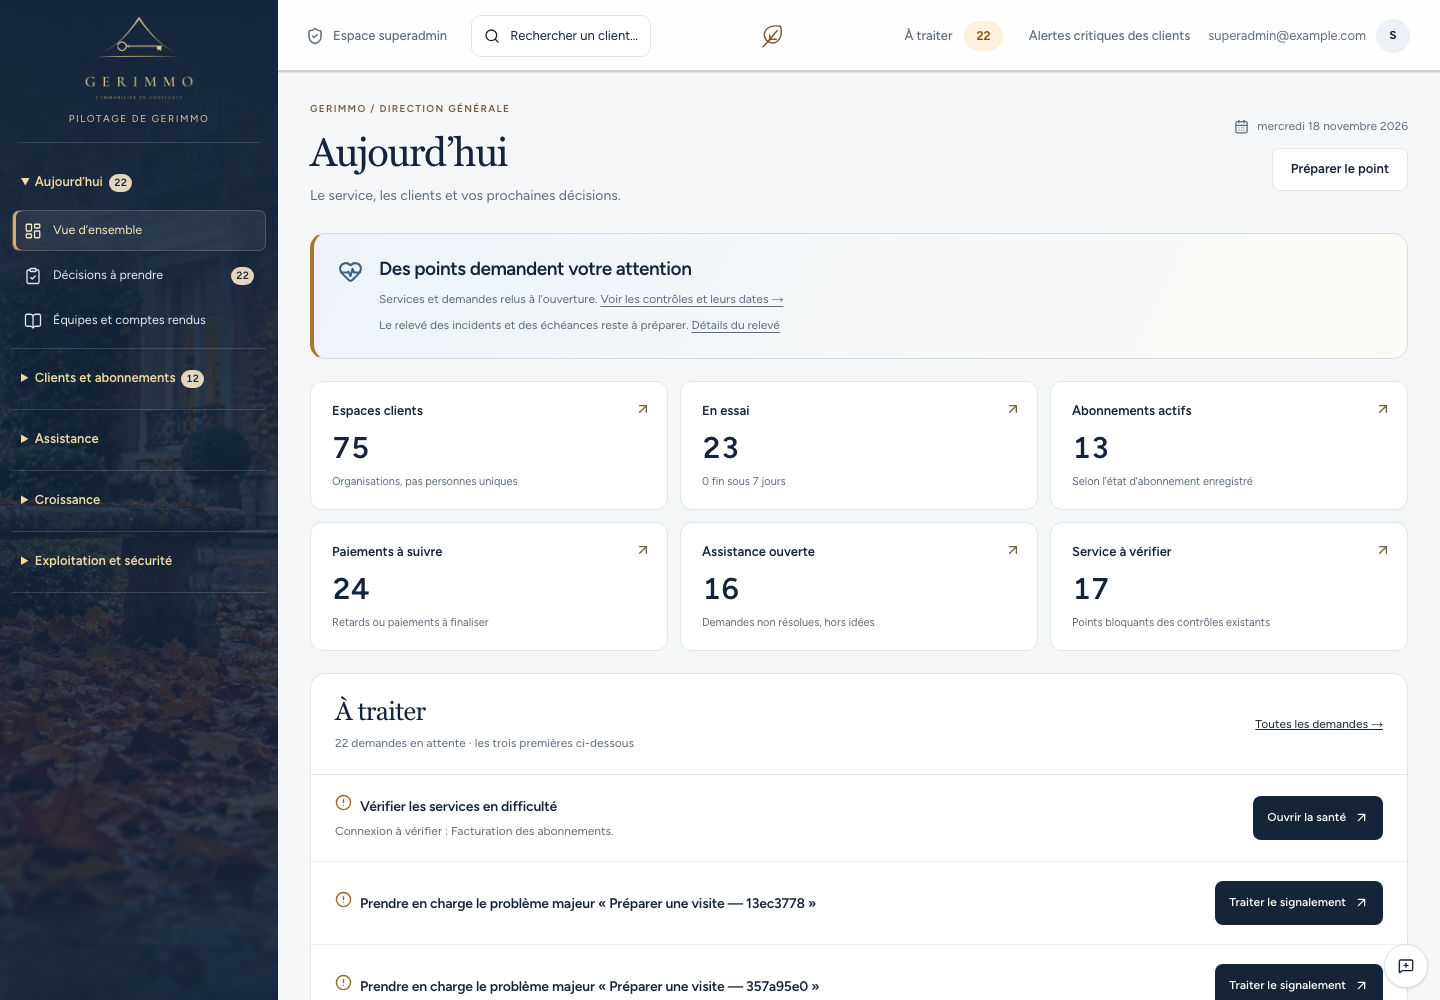 GERIMMO
L'IMMOBILIER EN CONFIANCE
PILOTAGE DE GERIMMO
Aujourd'hui 22
Vue d'ensemble
Décisions à prendre 22
Équipes et comptes rendus
Clients et abonnements 12
Assistance
Croissance
Exploitation et sécurité
Espace superadmin
Rechercher un client...
À traiter 22
Alertes critiques des clients
superadmin@example.com
S
GERIMMO / DIRECTION GÉNÉRALE
Aujourd'hui
Le service, les clients et vos prochaines décisions.
mercredi 18 novembre 2026
Préparer le point
Des points demandent votre attention
Services et demandes relus à l'ouverture. Voir les contrôles et leurs dates →
Le relevé des incidents et des échéances reste à préparer. Détails du relevé
Espaces clients
75
Organisations, pas personnes uniques
En essai
23
0 fin sous 7 jours
Abonnements actifs
13
Selon l'état d'abonnement enregistré
Paiements à suivre
24
Retards ou paiements à finaliser
Assistance ouverte
16
Demandes non résolues, hors idées
Service à vérifier
17
Points bloquants des contrôles existants
À traiter
22 demandes en attente · les trois premières ci-dessous
Toutes les demandes →
Vérifier les services en difficulté
Connexion à vérifier : Facturation des abonnements.
Ouvrir la santé
Prendre en charge le problème majeur « Préparer une visite — 13ec3778 »
Traiter le signalement
Prendre en charge le problème majeur « Préparer une visite — 357a95e0 »
Traiter le signalement